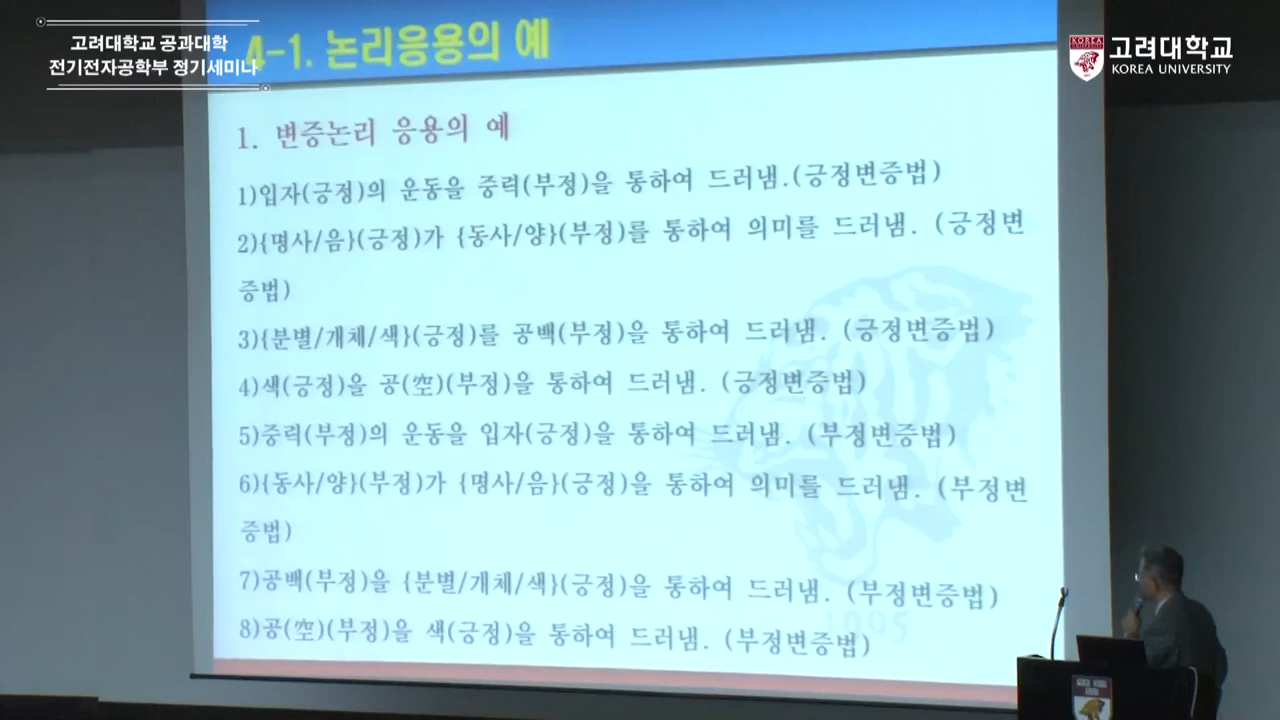 고려대학교 공과대학
전기전자공학부 정기세미나
고려대학교
KOREA UNIVERSITY
4-1. 논리응용의 예
1. 변증논리 응용의 예
1)입자(긍정)의 운동을 중력(부정)을 통하여 드러냄.(긍정변증법)
2){명사/음}(긍정)가 {동사/양}(부정)를 통하여 의미를 드러냄. (긍정변
증법)
3){분별/개체/색}(긍정)를 공백(부정)을 통하여 드러냄. (긍정변증법)
4)색(긍정)을 공(空)(부정)을 통하여 드러냄. (긍정변증법)
5)중력(부정)의 운동을 입자(긍정)을 통하여 드러냄. (부정변증법)
6){동사/양}(부정)가 {명사/음}(긍정)을 통하여 의미를 드러냄. (부정변
증법)
7)공백(부정)을 {분별/개체/색}(긍정)을 통하여 드러냄. (부정변증법)
8)공(空)(부정)을 색(긍정)을 통하여 드러냄. (부정변증법)
1905